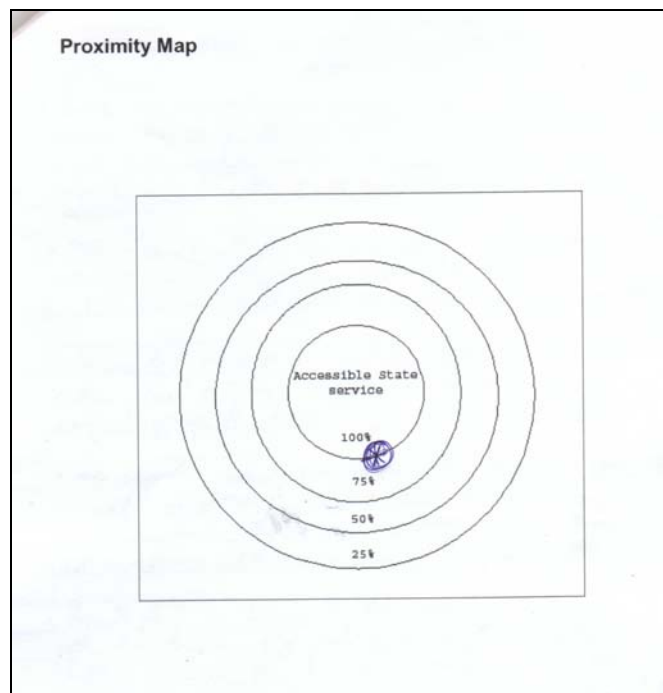 Proximity Map
Accessible State
service
100%
75%
50%
25%